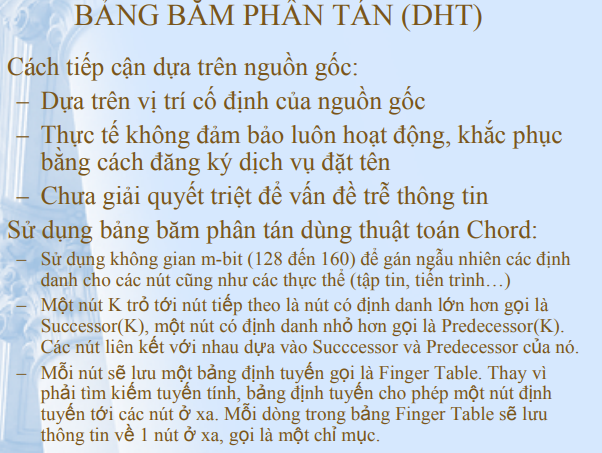 BẢNG BĂM PHÂN TÁN (DHT)
Cách tiếp cận dựa trên nguồn gốc:
– Dựa trên vị trí cố định của nguồn gốc
– Thực tế không đảm bảo luôn hoạt động, khắc phục
bằng cách đăng ký dịch vụ đặt tên
– Chưa giải quyết triệt để vấn đề trễ thông tin
Sử dụng bảng băm phân tán dùng thuật toán Chord:
– Sử dụng không gian m-bit (128 đến 160) để gán ngẫu nhiên các định
danh cho các nút cũng như các thực thể (tập tin, tiến trình…)
– Một nút K trỏ tới nút tiếp theo là nút có định danh lớn hơn gọi là
Successor(K), một nút có định danh nhỏ hơn gọi là Predecessor(K).
Các nút liên kết với nhau dựa vào Succcessor và Predecessor của nó.
– Mỗi nút sẽ lưu một bảng định tuyến gọi là Finger Table. Thay vì
phải tìm kiếm tuyến tính, bảng định tuyến cho phép một nút định
tuyến tới các nút ở xa. Mỗi dòng trong bảng Finger Table sẽ lưu
thông tin về 1 nút ở xa, gọi là một chỉ mục.